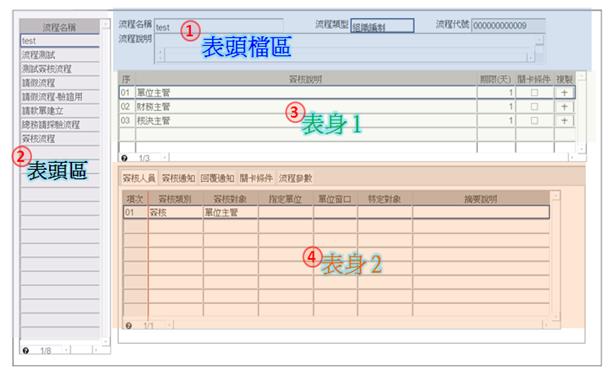 流程名稱
test
流程測試
測試簽核流程
請假流程
請假流程-驗證用
請款單建立
總務請採驗流程
簽核流程
② 表頭區
1/8
流程名稱 test 流程類型 組織編制 流程代號 000000000009
流程說明
① 表頭檔區
序 簽核說明 期限(天) 關卡條件 複製
01 單位主管 1 +
02 財務主管 1 +
03 核決主管 1 +
③ 表身1
1/3
簽核人員 簽核通知 回覆通知 關卡條件 流程參數
項次 簽核類別 簽核對象 指定單位 單位窗口 特定對象 摘要說明
01 簽核 單位主管
④ 表身2
1/1